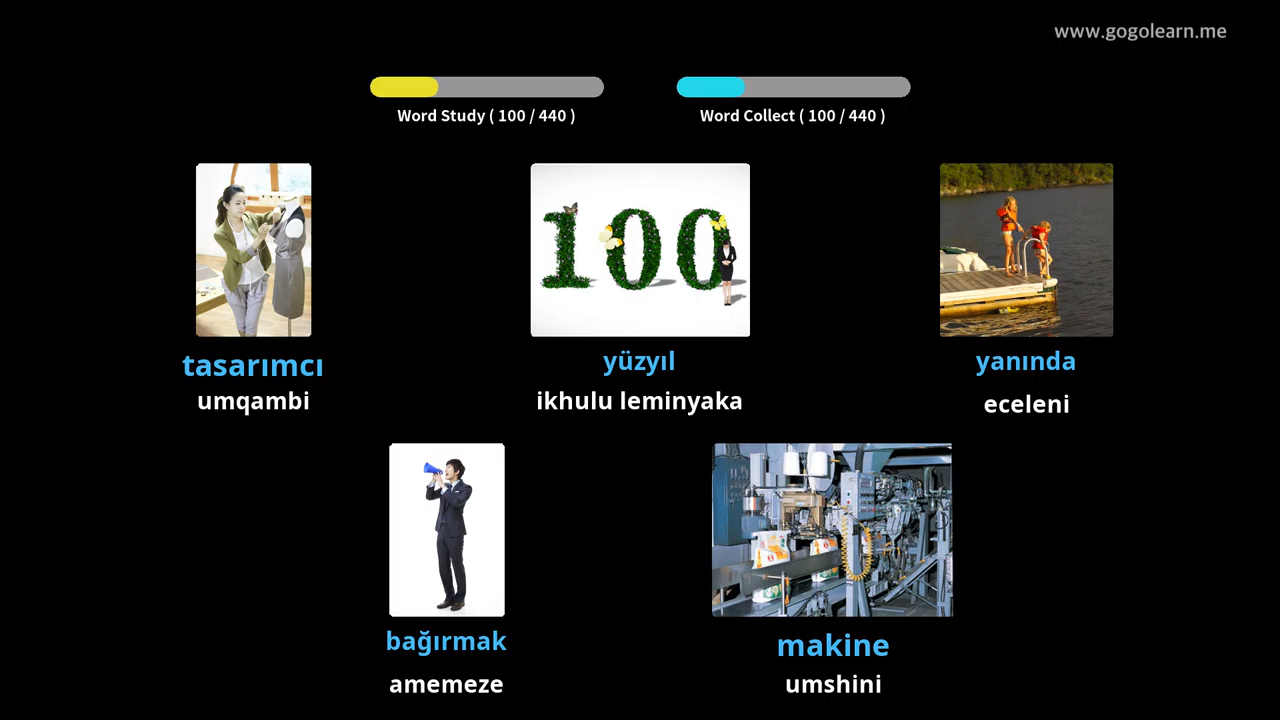 www.gogolearn.me
Word Study ( 100 / 440 )
Word Collect ( 100 / 440 )
100
tasarımcı
umqambi
yüzyıl
ikhulu leminyaka
yanında
eceleni
bağırmak
amemeze
makine
umshini